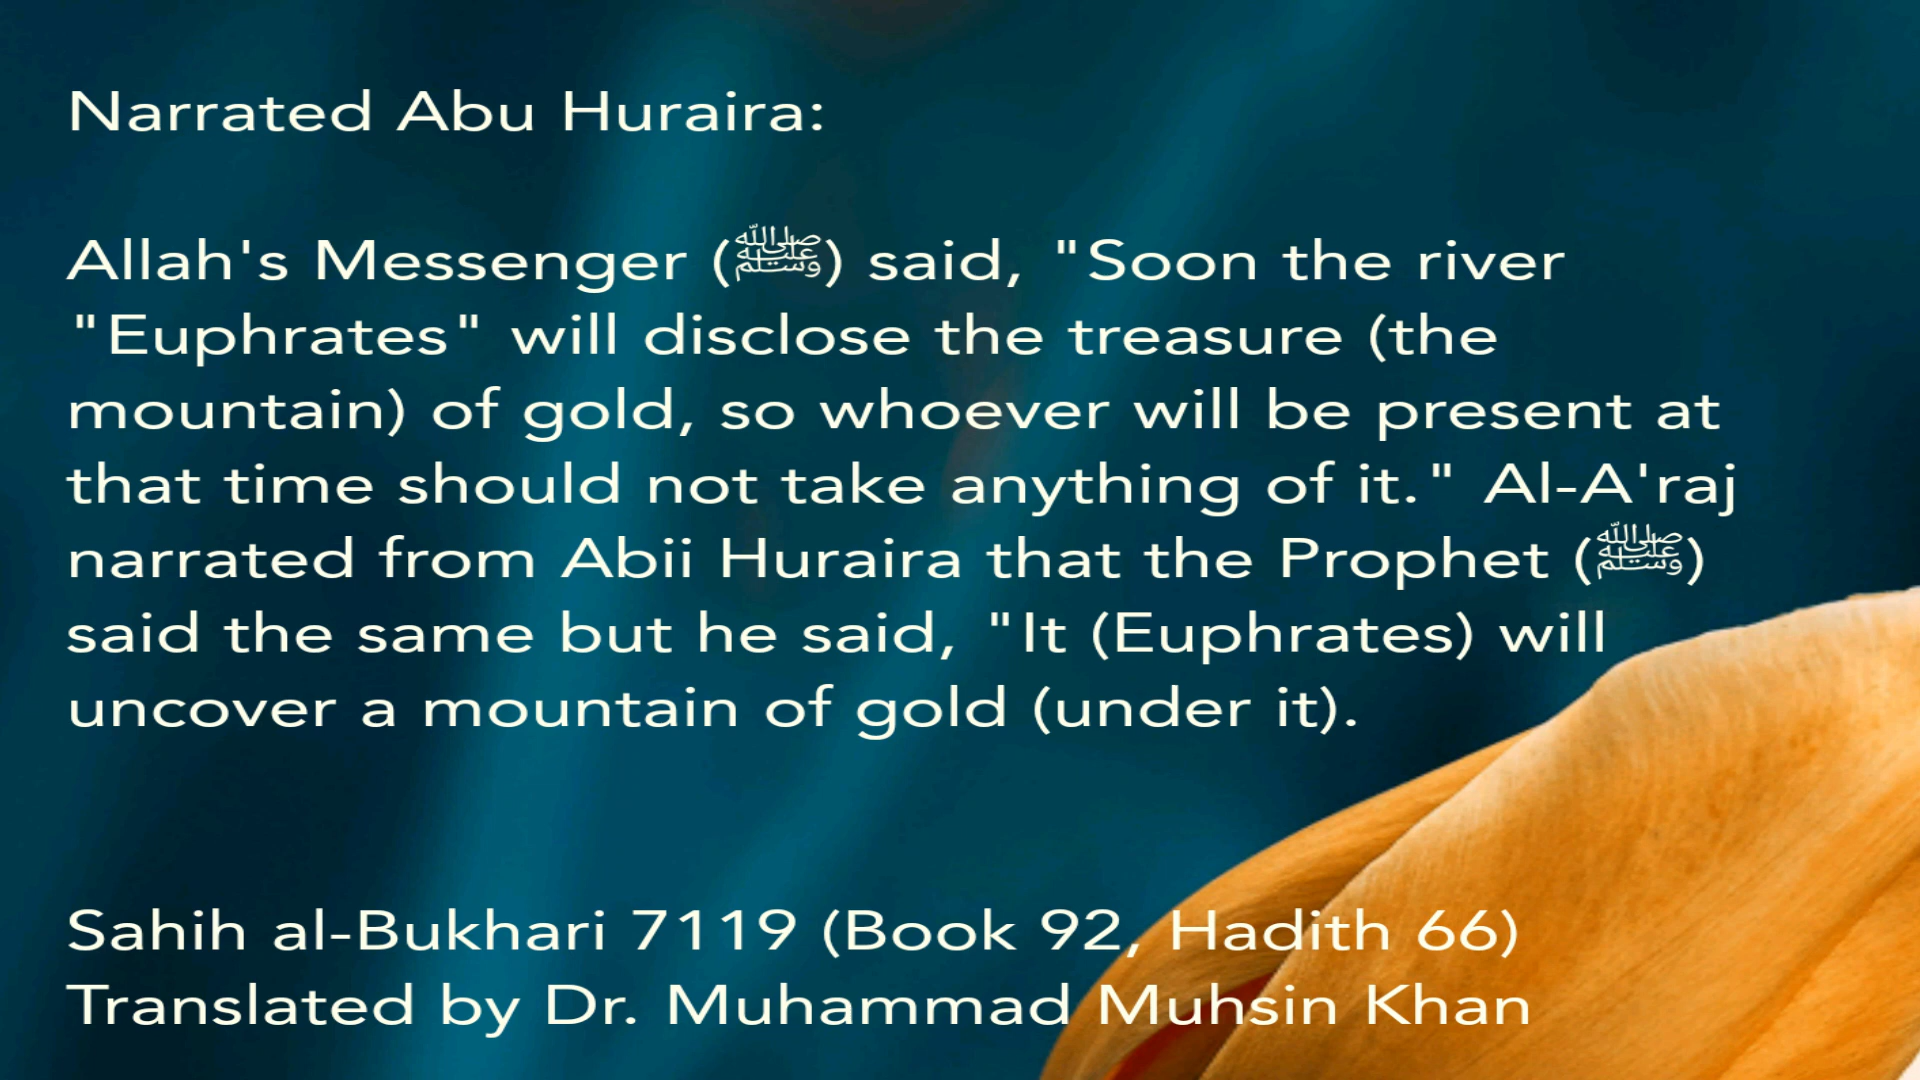 Narrated Abu Huraira:
Allah's Messenger (ﷺ) said, "Soon the river
"Euphrates" will disclose the treasure (the
mountain) of gold, so whoever will be present at
that time should not take anything of it." Al-A'raj
narrated from Abii Huraira that the Prophet (ﷺ)
said the same but he said, "It (Euphrates) will
uncover a mountain of gold (under it).
Sahih al-Bukhari 7119 (Book 92, Hadith 66)
Translated by Dr. Muhammad Muhsin Khan